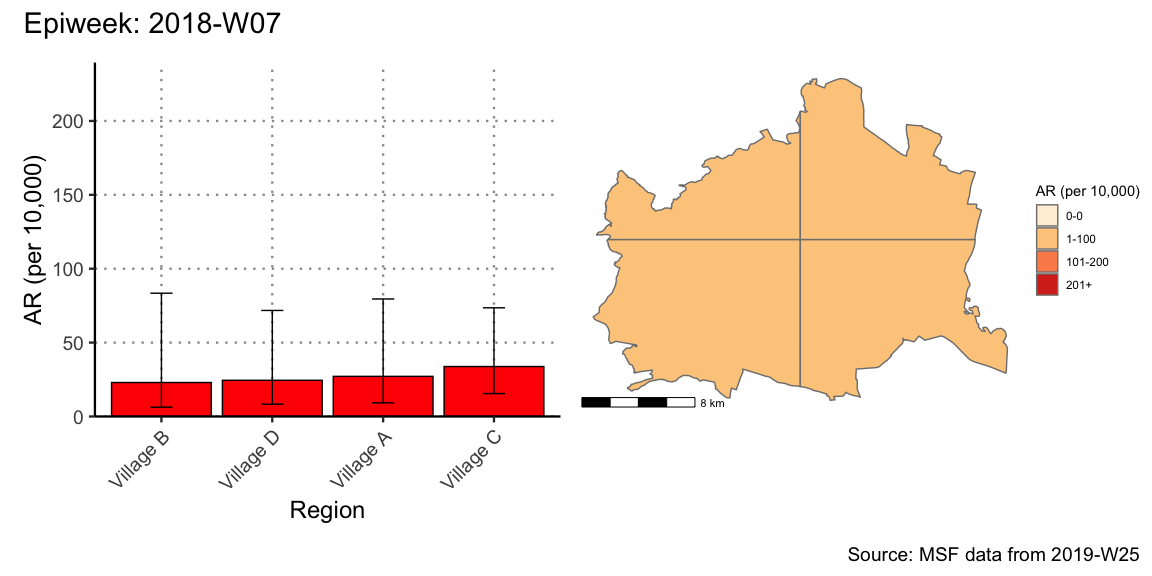 Epiweek: 2018-W07
AR (per 10,000)
200
150
100
50
0
Village B
Village D
Village A
Village C
Region
8 km
AR (per 10,000)
0-0
1-100
101-200
201+
Source: MSF data from 2019-W25